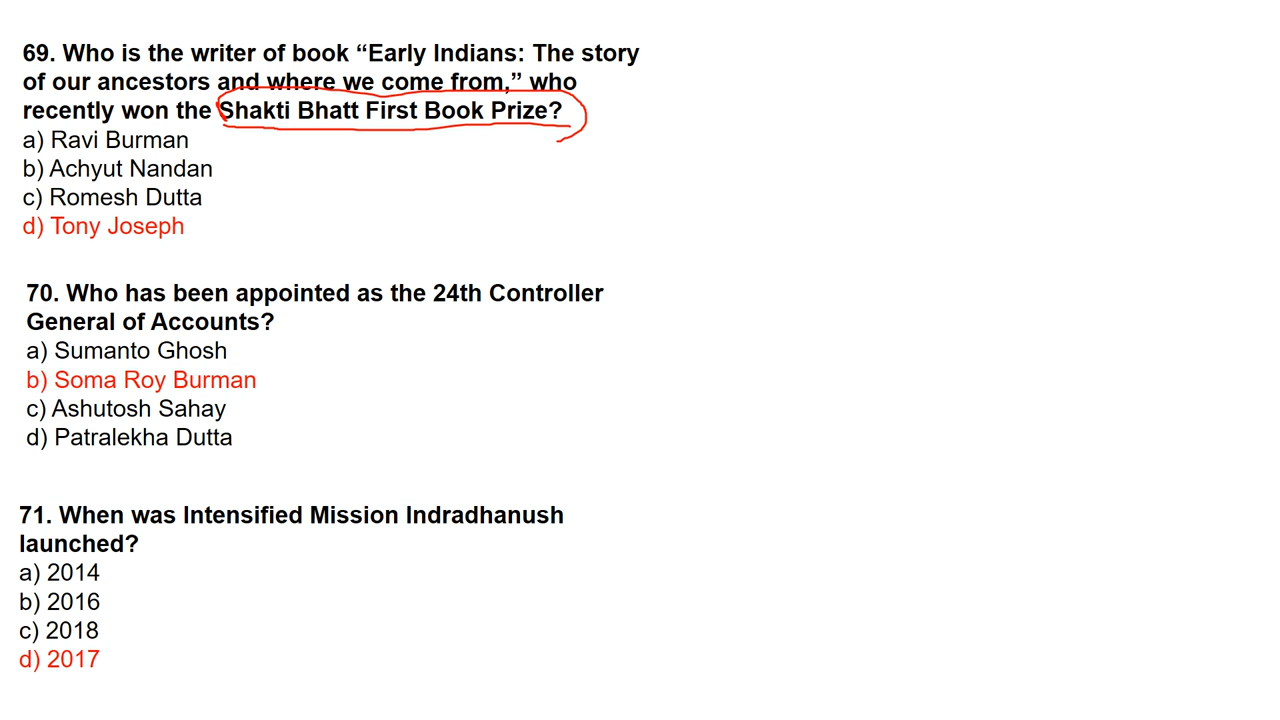 69. Who is the writer of book “Early Indians: The story
of our ancestors and where we come from,” who
recently won the Shakti Bhatt First Book Prize?
a) Ravi Burman
b) Achyut Nandan
c) Romesh Dutta
d) Tony Joseph
70. Who has been appointed as the 24th Controller
General of Accounts?
a) Sumanto Ghosh
b) Soma Roy Burman
c) Ashutosh Sahay
d) Patralekha Dutta
71. When was Intensified Mission Indradhanush
launched?
a) 2014
b) 2016
c) 2018
d) 2017